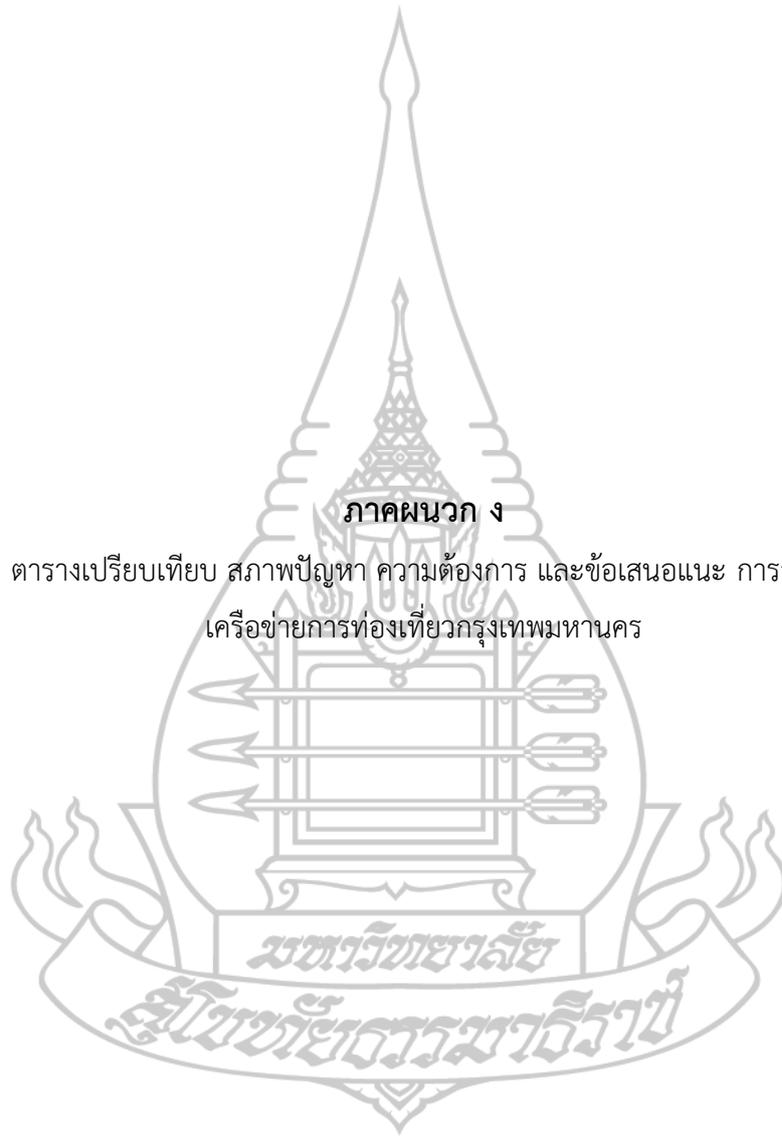 ภาคผนวก ง
ตารางเปรียบเทียบ สภาพปัญหา ความต้องการ และข้อเสนอแนะ การ
เครือข่ายการท่องเที่ยวกรุงเทพมหานคร
มหาวิทยาลัย
สุโขทัยธรรมาธิราช